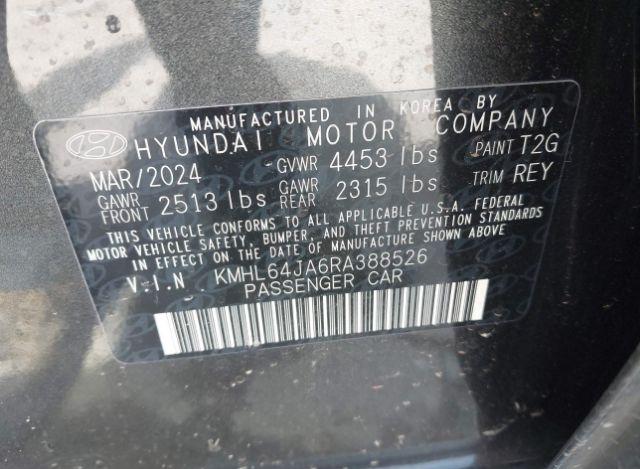 MANUFACTURED IN KOREA BY
HYUNDAI MOTOR COMPANY
MAR/2024 GVWR 4453 lbs PAINT T2G
GAWR FRONT 2513 lbs GAWR REAR 2315 lbs TRIM REY
THIS VEHICLE CONFORMS TO ALL APPLICABLE U.S.A. FEDERAL
MOTOR VEHICLE SAFETY, BUMPER, AND THEFT PREVENTION STANDARDS
IN EFFECT ON THE DATE OF MANUFACTURE SHOWN ABOVE
V.I.N KMHL64JA6RA388526
PASSENGER CAR